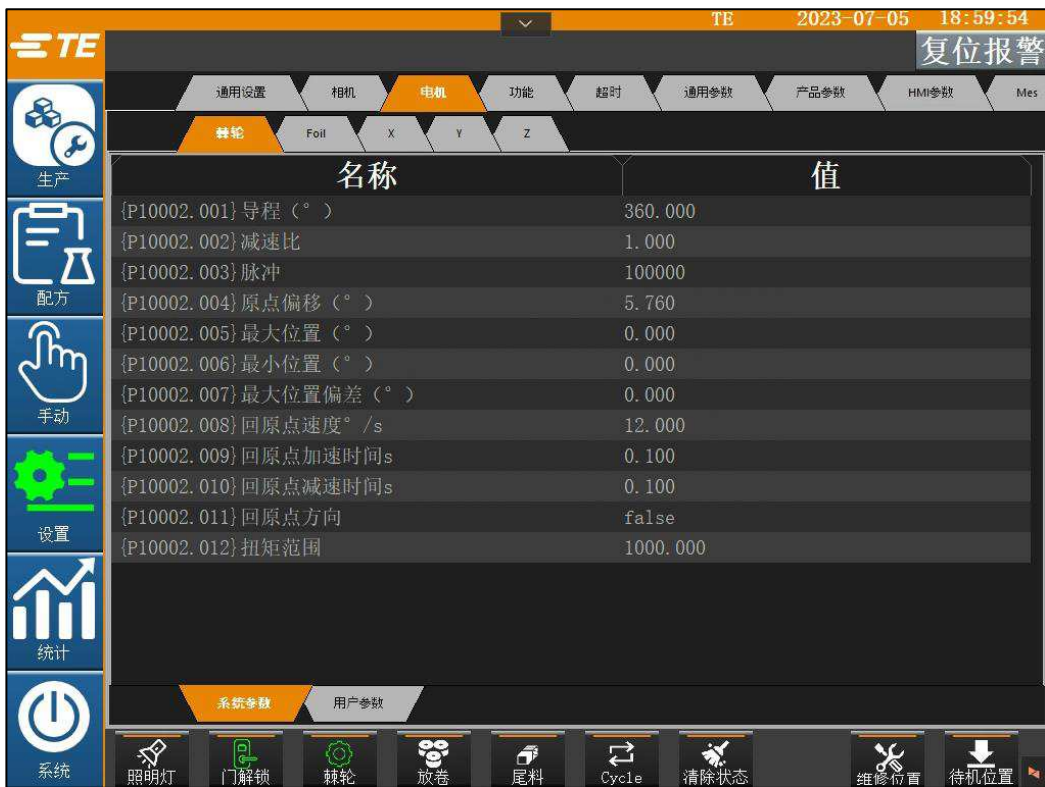 TE 2023-07-05 18:59:54
TE
复位报警
通用设置 相机 电机 功能 超时 通用参数 产品参数 HMI参数 Mes
棘轮 Foil X Y Z
名称 值
{P10002.001}导程（°） 360.000
{P10002.002}减速比 1.000
{P10002.003}脉冲 100000
{P10002.004}原点偏移（°） 5.760
{P10002.005}最大位置（°） 0.000
{P10002.006}最小位置（°） 0.000
{P10002.007}最大位置偏差（°） 0.000
{P10002.008}回原点速度°/s 12.000
{P10002.009}回原点加速时间s 0.100
{P10002.010}回原点减速时间s 0.100
{P10002.011}回原点方向 false
{P10002.012}扭矩范围 1000.000
生产
配方
手动
设置
统计
系统
系统参数 用户参数
照明灯 门解锁 棘轮 放卷 尾料 Cycle 清除状态 维修位置 待机位置